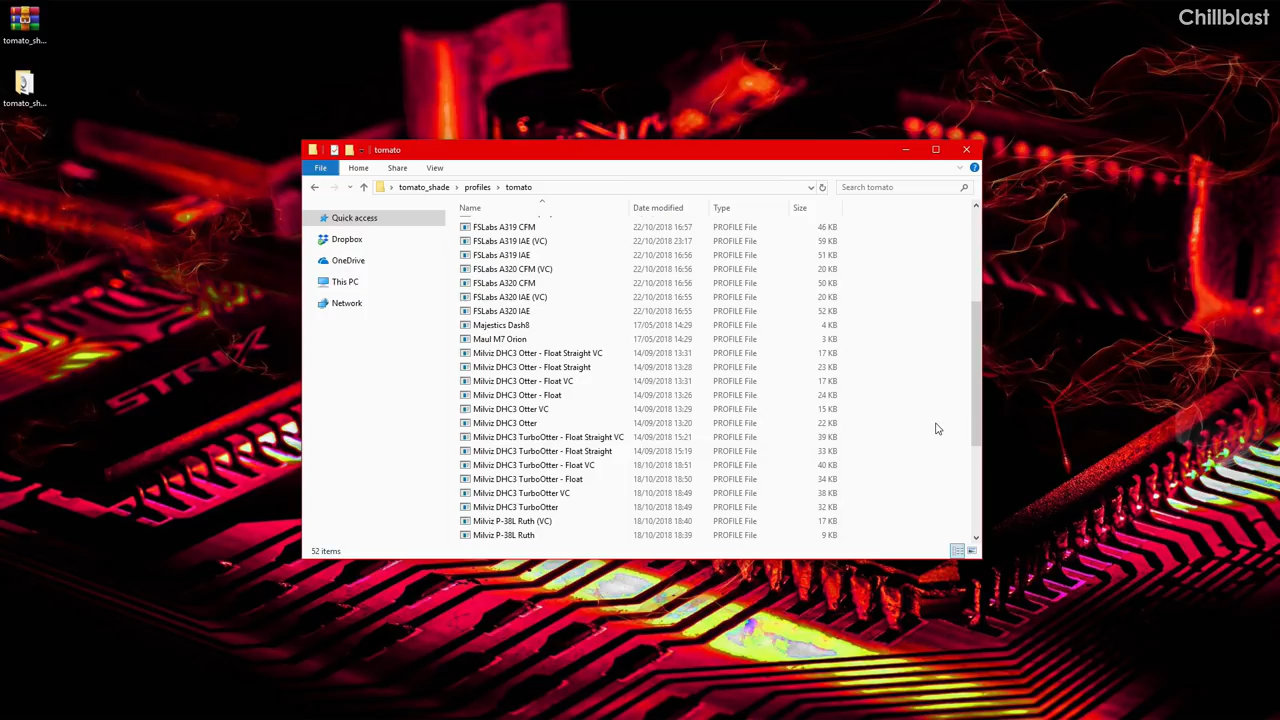 Chillblast
tomato_sh...
tomato_sh...
STRIX
tomato
File Home Share View
tomato_shade > profiles > tomato
Search tomato
Quick access
Dropbox
OneDrive
This PC
Network
Name Date modified Type Size
FSLabs A319 CFM 22/10/2018 16:57 PROFILE File 46 KB
FSLabs A319 IAE (VC) 22/10/2018 23:17 PROFILE File 59 KB
FSLabs A319 IAE 22/10/2018 16:56 PROFILE File 51 KB
FSLabs A320 CFM (VC) 22/10/2018 16:56 PROFILE File 20 KB
FSLabs A320 CFM 22/10/2018 16:56 PROFILE File 50 KB
FSLabs A320 IAE (VC) 22/10/2018 16:55 PROFILE File 20 KB
FSLabs A320 IAE 22/10/2018 16:55 PROFILE File 52 KB
Majestics Dash8 17/05/2018 14:29 PROFILE File 4 KB
Maul M7 Orion 17/05/2018 14:29 PROFILE File 3 KB
Milviz DHC3 Otter - Float Straight VC 14/09/2018 13:31 PROFILE File 17 KB
Milviz DHC3 Otter - Float Straight 14/09/2018 13:28 PROFILE File 23 KB
Milviz DHC3 Otter - Float VC 14/09/2018 13:31 PROFILE File 17 KB
Milviz DHC3 Otter - Float 14/09/2018 13:26 PROFILE File 24 KB
Milviz DHC3 Otter VC 14/09/2018 13:29 PROFILE File 15 KB
Milviz DHC3 Otter 14/09/2018 13:20 PROFILE File 22 KB
Milviz DHC3 TurboOtter - Float Straight VC 14/09/2018 15:21 PROFILE File 39 KB
Milviz DHC3 TurboOtter - Float Straight 14/09/2018 15:19 PROFILE File 33 KB
Milviz DHC3 TurboOtter - Float VC 18/10/2018 18:51 PROFILE File 40 KB
Milviz DHC3 TurboOtter - Float 18/10/2018 18:50 PROFILE File 34 KB
Milviz DHC3 TurboOtter VC 18/10/2018 18:49 PROFILE File 38 KB
Milviz DHC3 TurboOtter 18/10/2018 18:49 PROFILE File 32 KB
Milviz P-38L Ruth (VC) 18/10/2018 18:40 PROFILE File 17 KB
Milviz P-38L Ruth 18/10/2018 18:39 PROFILE File 9 KB
52 items